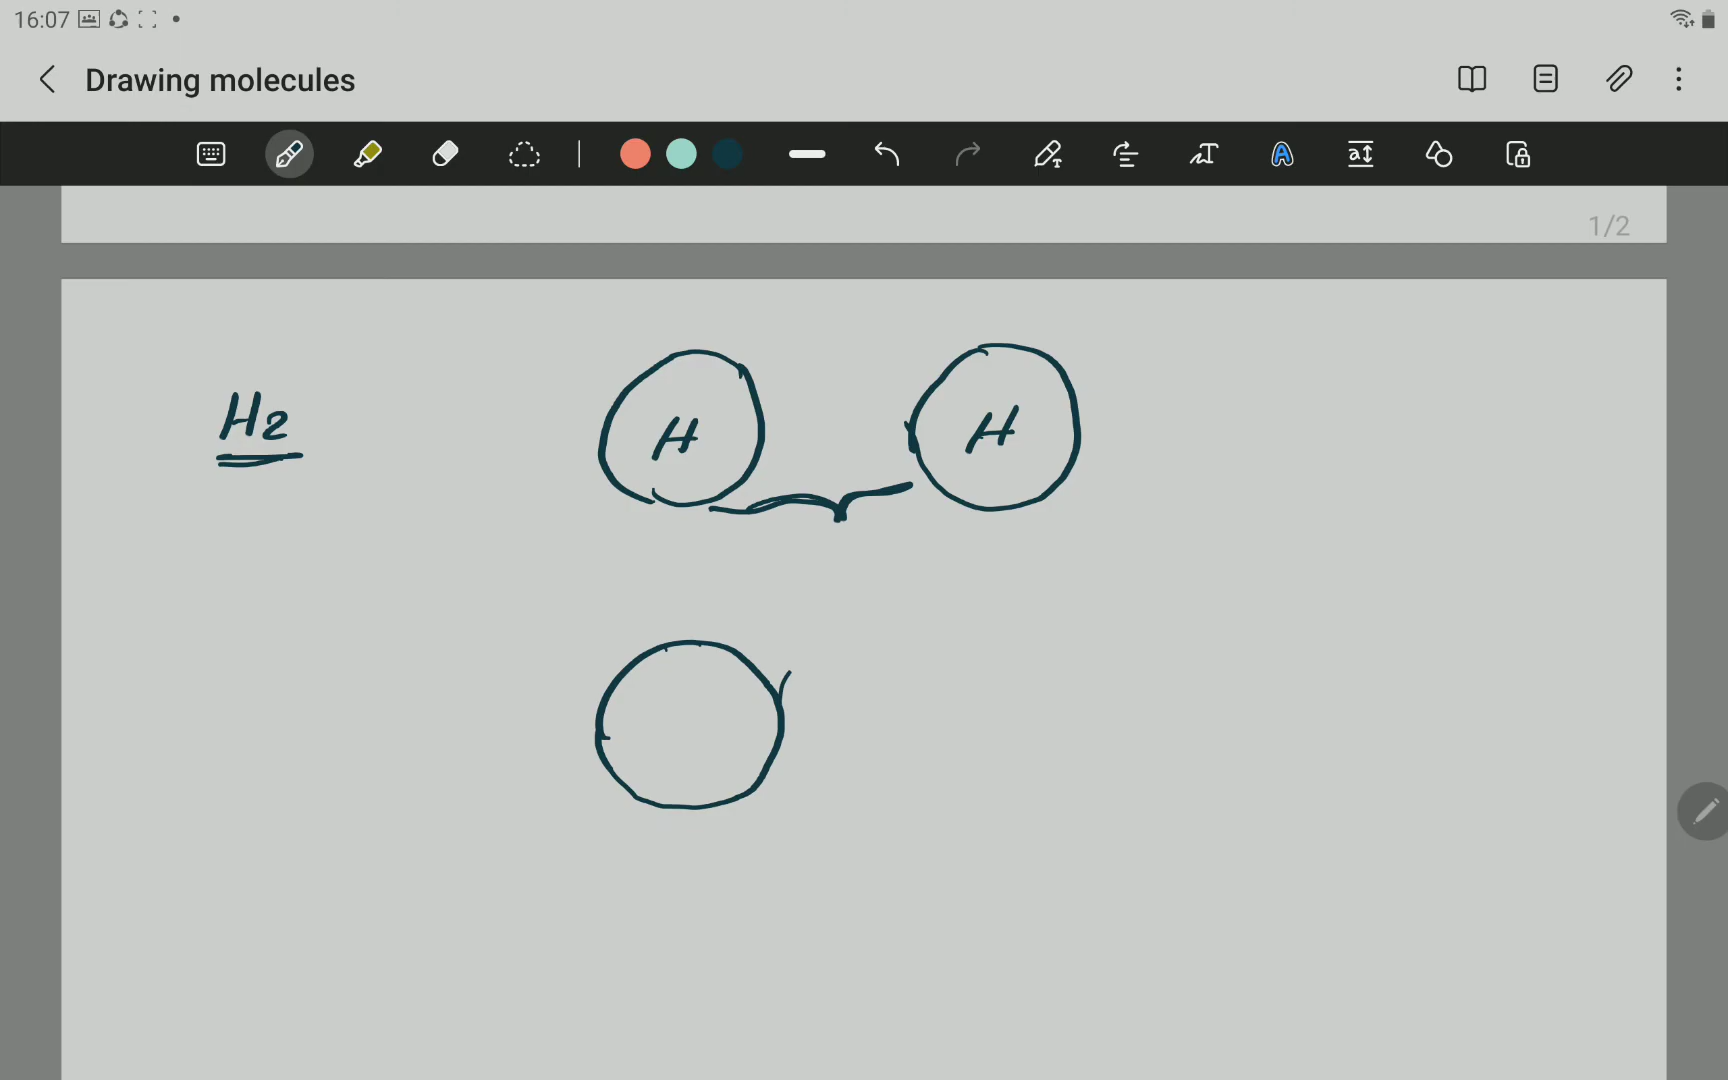 16:07
Drawing molecules
1/2
H2
H
H